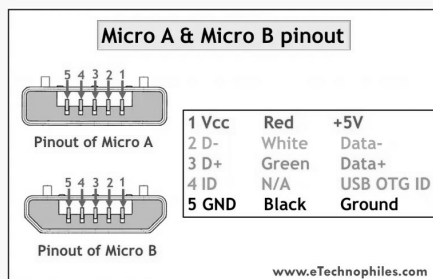 Micro A & Micro B pinout
5 4 3 2 1
Pinout of Micro A
5 4 3 2 1
Pinout of Micro B
1 Vcc Red +5V
2 D- White Data-
3 D+ Green Data+
4 ID N/A USB OTG ID
5 GND Black Ground
www.eTechnophiles.com